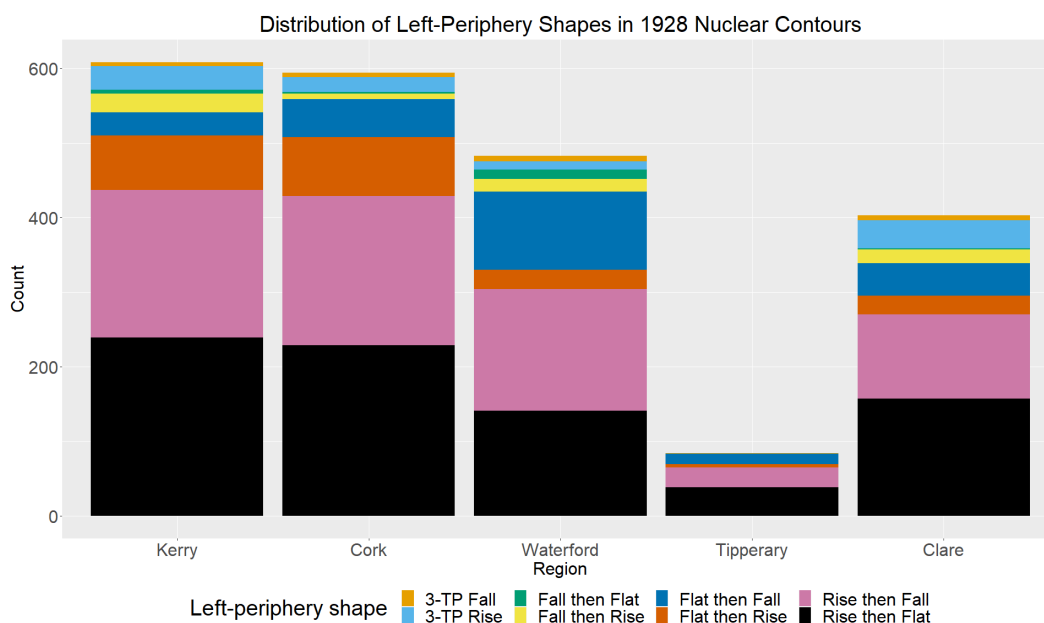 Distribution of Left-Periphery Shapes in 1928 Nuclear Contours
600
400
200
0
Count
Kerry Cork Waterford Tipperary Clare
Region
Left-periphery shape
3-TP Fall Fall then Flat Flat then Fall Rise then Fall
3-TP Rise Fall then Rise Flat then Rise Rise then Flat